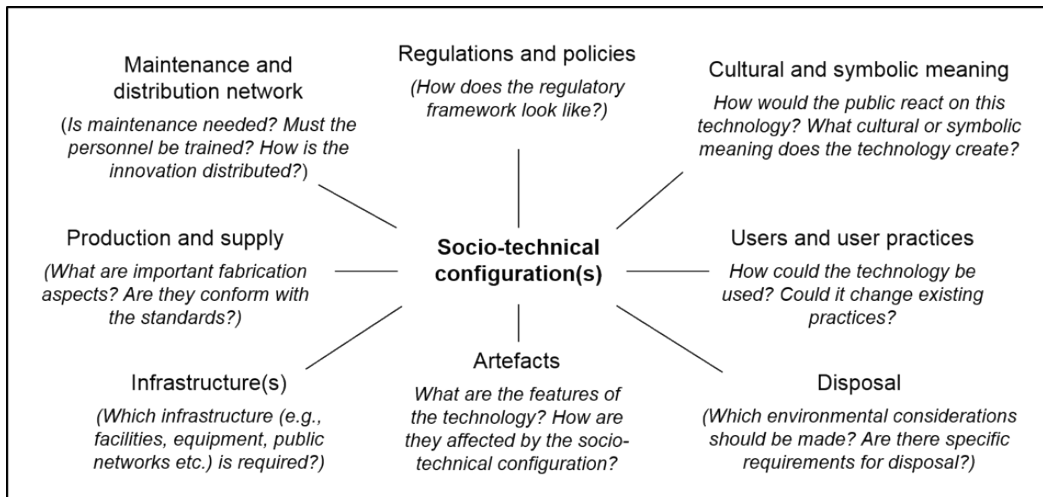 Maintenance and
distribution network
(Is maintenance needed? Must the
personnel be trained? How is the
innovation distributed?)
Regulations and policies
(How does the regulatory
framework look like?)
Cultural and symbolic meaning
How would the public react on this
technology? What cultural or symbolic
meaning does the technology create?
Production and supply
(What are important fabrication
aspects? Are they conform with
the standards?)
Socio-technical
configuration(s)
Users and user practices
How could the technology be
used? Could it change existing
practices?
Infrastructure(s)
(Which infrastructure (e.g.,
facilities, equipment, public
networks etc.) is required?)
Artefacts
What are the features of
the technology? How are
they affected by the socio-
technical configuration?
Disposal
(Which environmental considerations
should be made? Are there specific
requirements for disposal?)